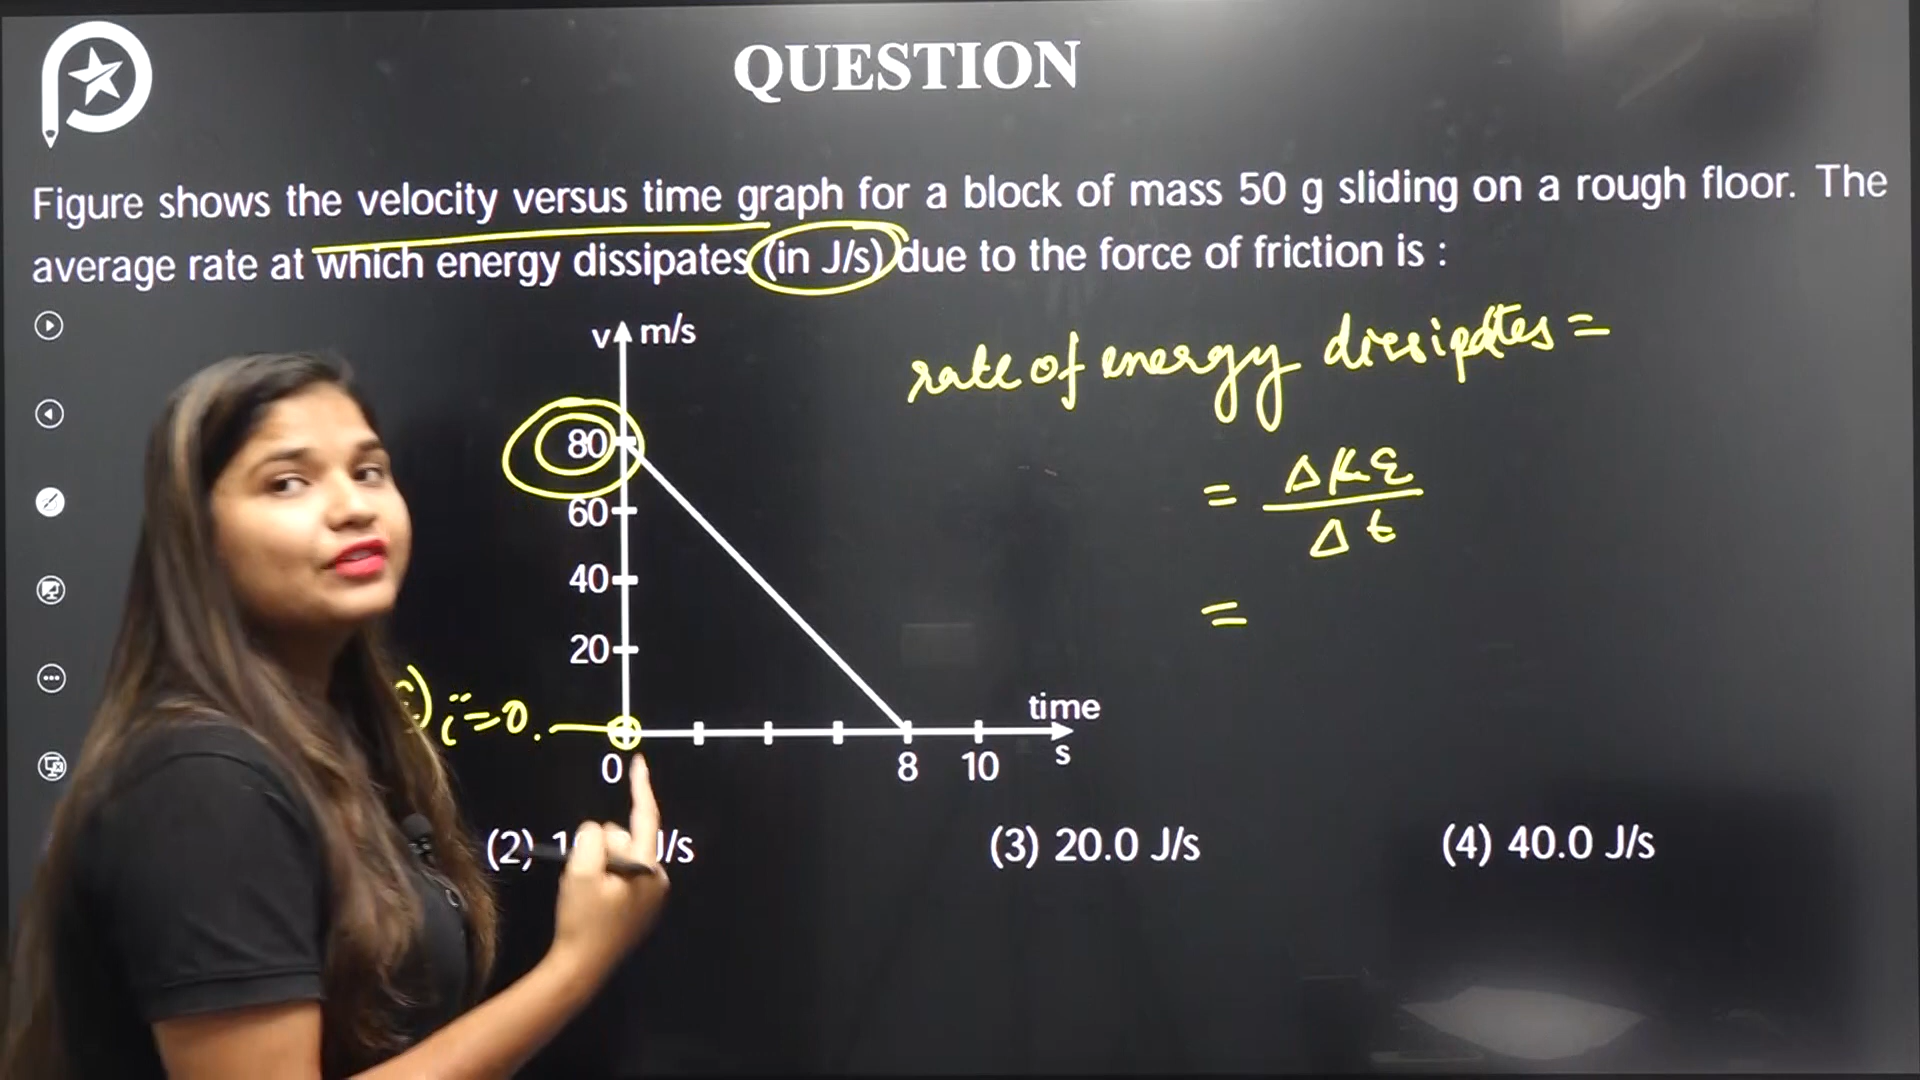 QUESTION
Figure shows the velocity versus time graph for a block of mass 50 g sliding on a rough floor. The
average rate at which energy dissipates (in J/s) due to the force of friction is :
v m/s
rate of energy dissipates =
80
= ΔKE
Δt
60
40
=
20
i=0.
time
s
0 8 10
(2) J/s (3) 20.0 J/s (4) 40.0 J/s